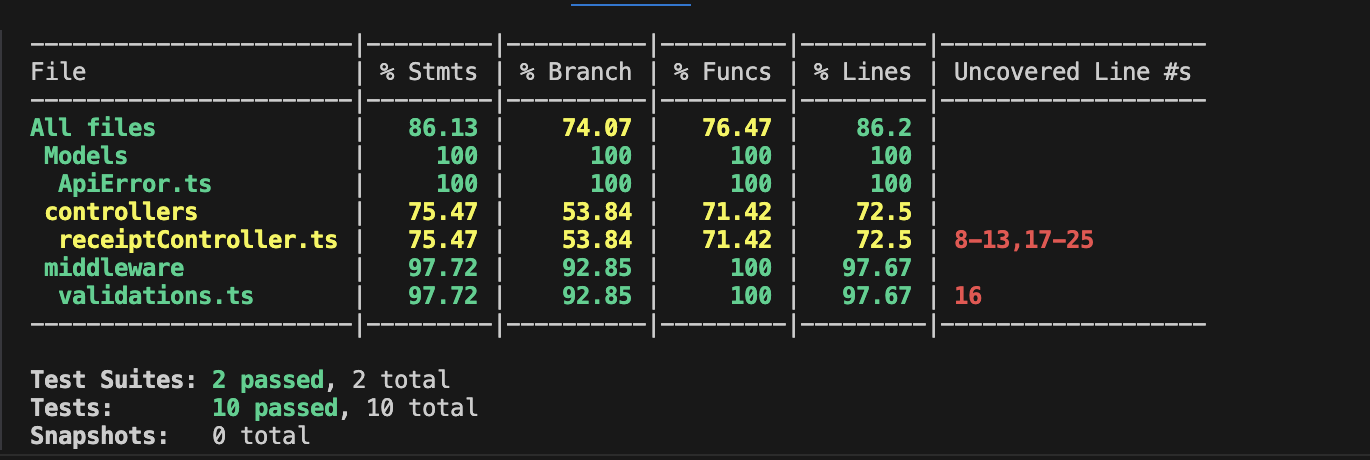 -----------------------|---------|----------|---------|---------|-------------------
File                   | % Stmts | % Branch | % Funcs | % Lines | Uncovered Line #s
-----------------------|---------|----------|---------|---------|-------------------
All files              |   86.13 |    74.07 |   76.47 |    86.2 |
 Models                |     100 |      100 |     100 |     100 |
  ApiError.ts          |     100 |      100 |     100 |     100 |
 controllers           |   75.47 |    53.84 |   71.42 |    72.5 |
  receiptController.ts |   75.47 |    53.84 |   71.42 |    72.5 | 8-13,17-25
 middleware            |   97.72 |    92.85 |     100 |   97.67 |
  validations.ts       |   97.72 |    92.85 |     100 |   97.67 | 16
-----------------------|---------|----------|---------|---------|-------------------
Test Suites: 2 passed, 2 total
Tests:       10 passed, 10 total
Snapshots:   0 total